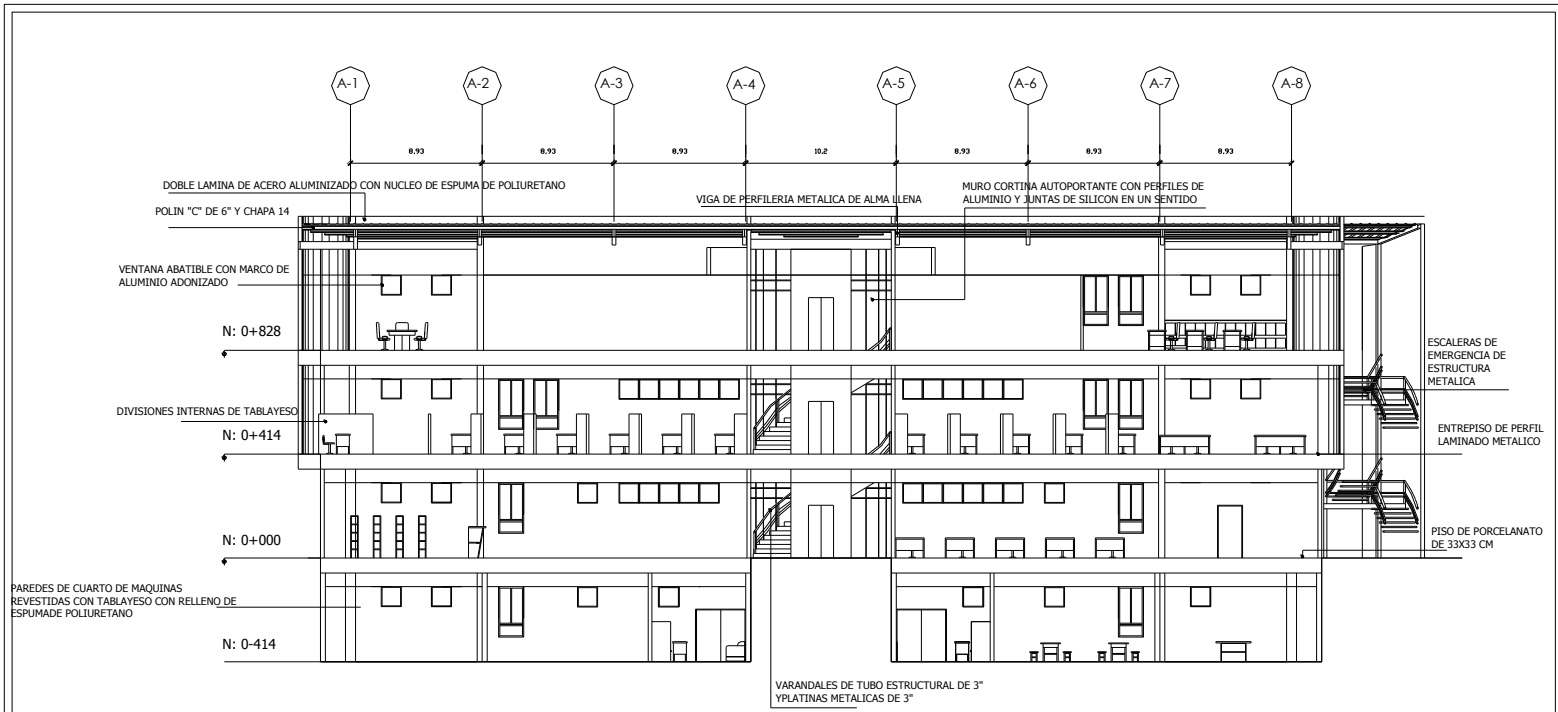 A-1
A-2
A-3
A-4
A-5
A-6
A-7
A-8
8,93
8,93
8,93
10,2
8,93
8,93
8,93
DOBLE LAMINA DE ACERO ALUMINIZADO CON NUCLEO DE ESPUMA DE POLIURETANO
POLIN "C" DE 6" Y CHAPA 14
VIGA DE PERFILERIA METALICA DE ALMA LLENA
MURO CORTINA AUTOPORTANTE CON PERFILES DE
ALUMINIO Y JUNTAS DE SILICON EN UN SENTIDO
VENTANA ABATIBLE CON MARCO DE
ALUMINIO ADONIZADO
N: 0+828
ESCALERAS DE
EMERGENCIA DE
ESTRUCTURA
METALICA
DIVISIONES INTERNAS DE TABLAYESO
N: 0+414
ENTREPISO DE PERFIL
LAMINADO METALICO
N: 0+000
PISO DE PORCELANATO
DE 33X33 CM
PAREDES DE CUARTO DE MAQUINAS
REVESTIDAS CON TABLAYESO CON RELLENO DE
ESPUMADE POLIURETANO
N: 0-414
VARANDALES DE TUBO ESTRUCTURAL DE 3"
YPLATINAS METALICAS DE 3"